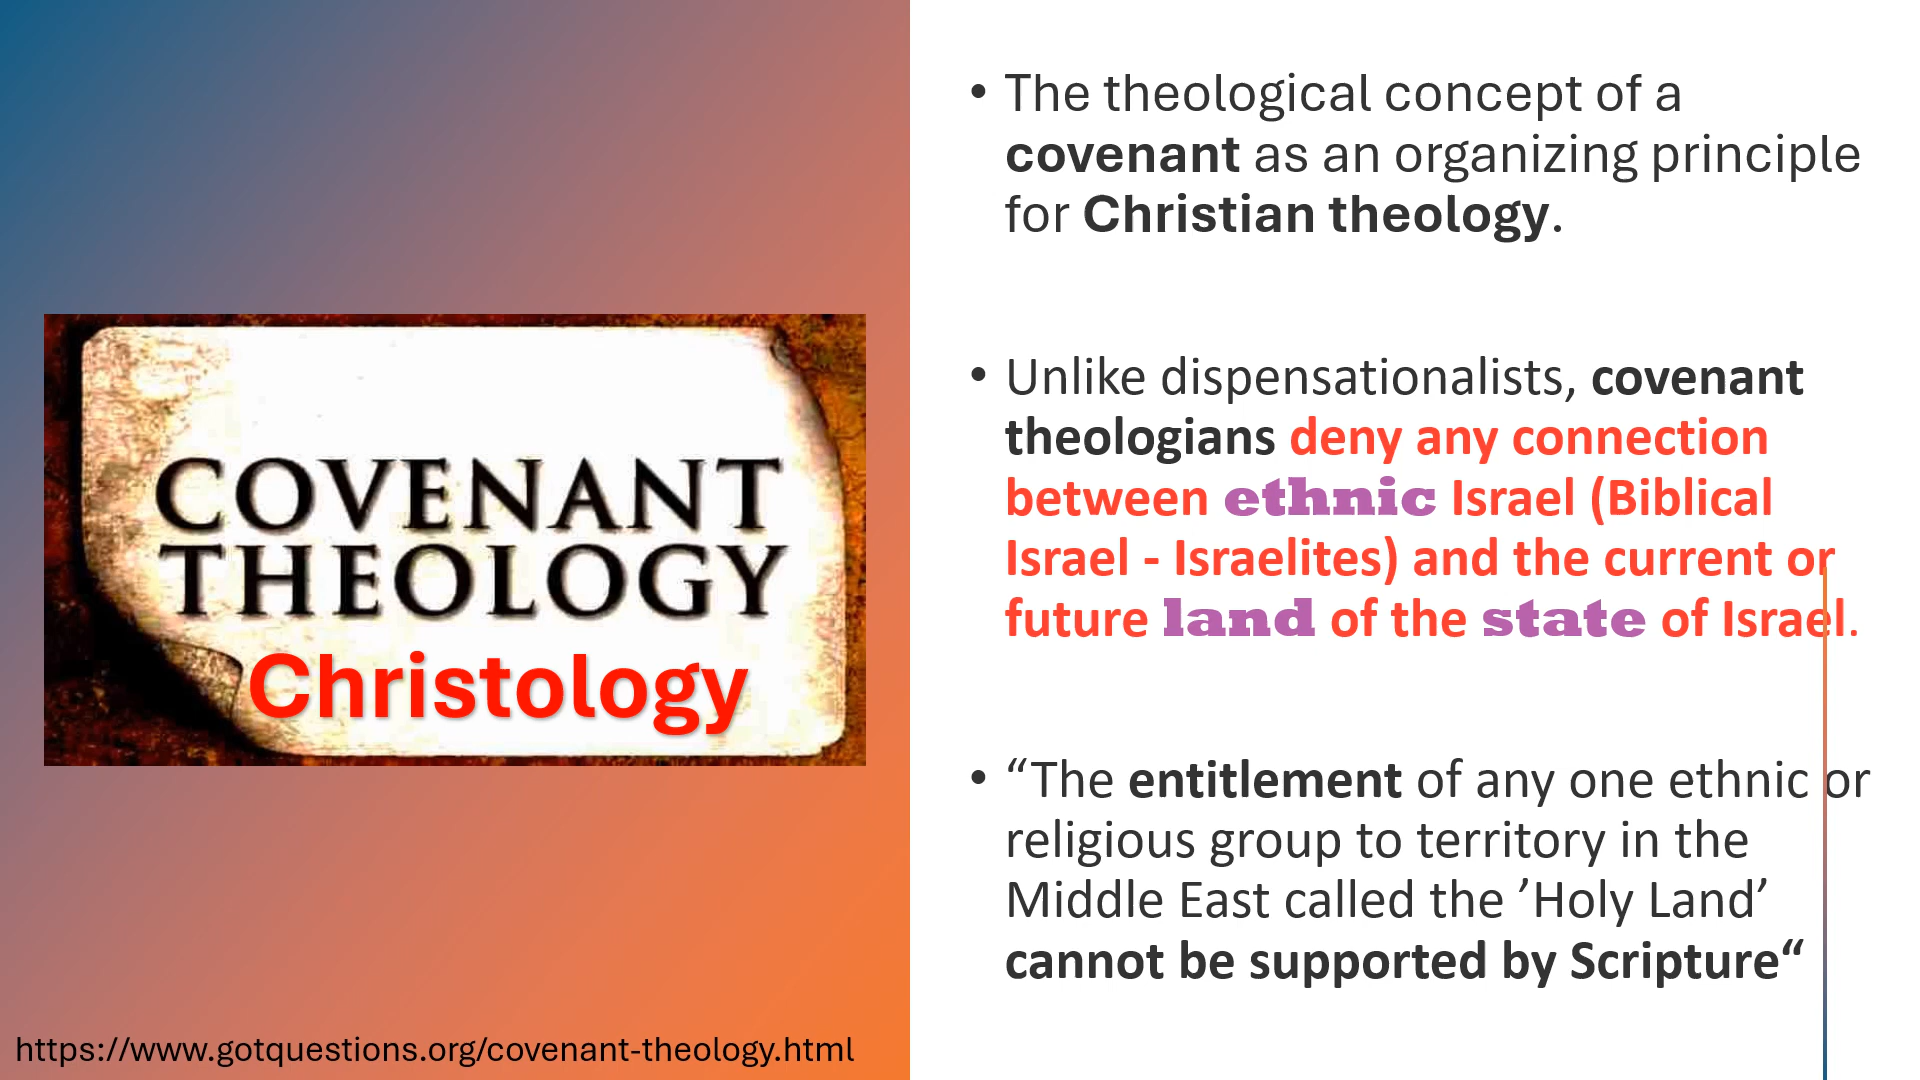 COVENANT
THEOLOGY
Christology
https://www.gotquestions.org/covenant-theology.html
• The theological concept of a
covenant as an organizing principle
for Christian theology.
• Unlike dispensationalists, covenant
theologians deny any connection
between ethnic Israel (Biblical
Israel - Israelites) and the current or
future land of the state of Israel.
• “The entitlement of any one ethnic or
religious group to territory in the
Middle East called the ’Holy Land’
cannot be supported by Scripture“